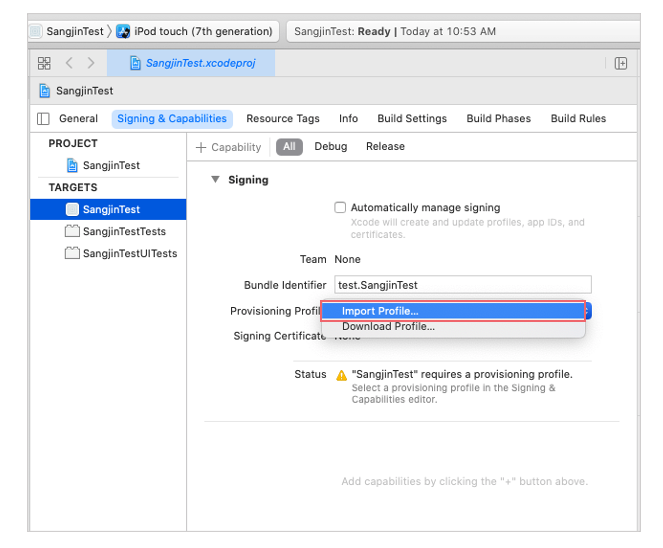 SangjinTest 〉 iPod touch (7th generation) SangjinTest: Ready | Today at 10:53 AM
SangjinTest.xcodeproj
SangjinTest
General Signing & Capabilities Resource Tags Info Build Settings Build Phases Build Rules
PROJECT
SangjinTest
TARGETS
SangjinTest
SangjinTestTests
SangjinTestUITests
+ Capability All Debug Release
Signing
Automatically manage signing
Xcode will create and update profiles, app IDs, and
certificates.
Team None
Bundle Identifier test.SangjinTest
Provisioning Profil
Import Profile...
Download Profile...
Signing Certificate None
Status "SangjinTest" requires a provisioning profile.
Select a provisioning profile in the Signing &
Capabilities editor.
Add capabilities by clicking the "+" button above.